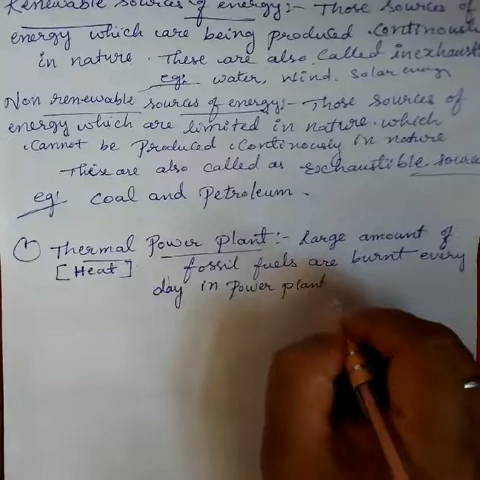 Renewable sources of energy:- Those sources of
energy which are being produced continously
in nature. These are also called inexhaust
eg: water, wind, solar energy
Non renewable sources of energy:- Those sources of
energy which are limited in nature. which
cannot be produced continously in nature
These are also called as exhaustible source
eg: Coal and Petroleum.
① Thermal Power Plant:- Large amount of
[Heat] fossil fuels are burnt every
day in Power plant